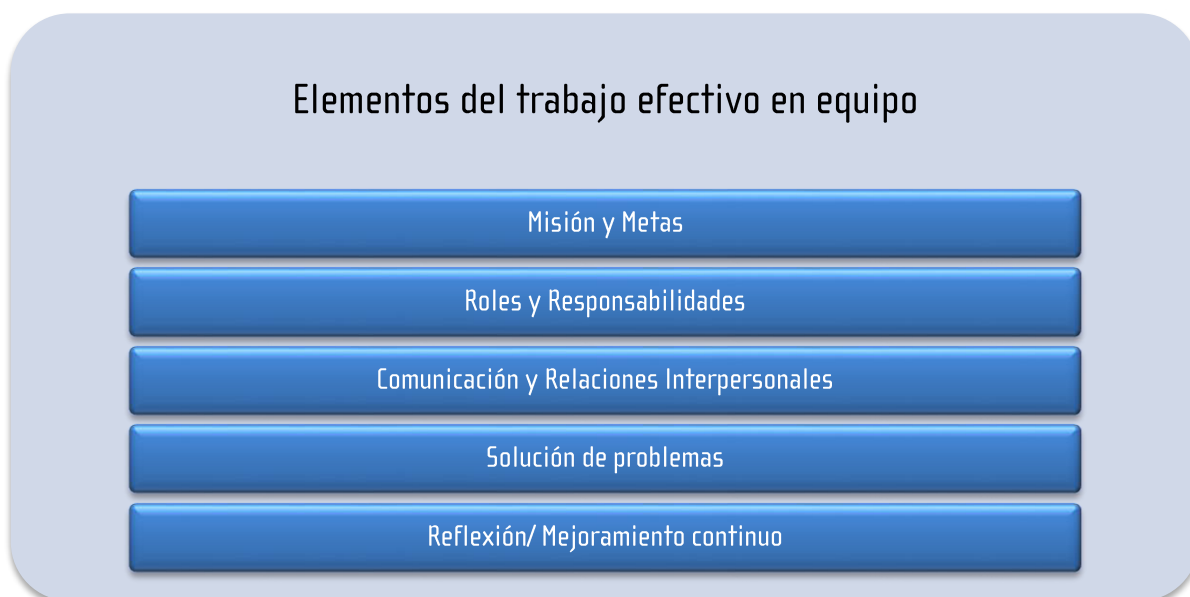 Elementos del trabajo efectivo en equipo
Misión y Metas
Roles y Responsabilidades
Comunicación y Relaciones Interpersonales
Solución de problemas
Reflexión/ Mejoramiento continuo